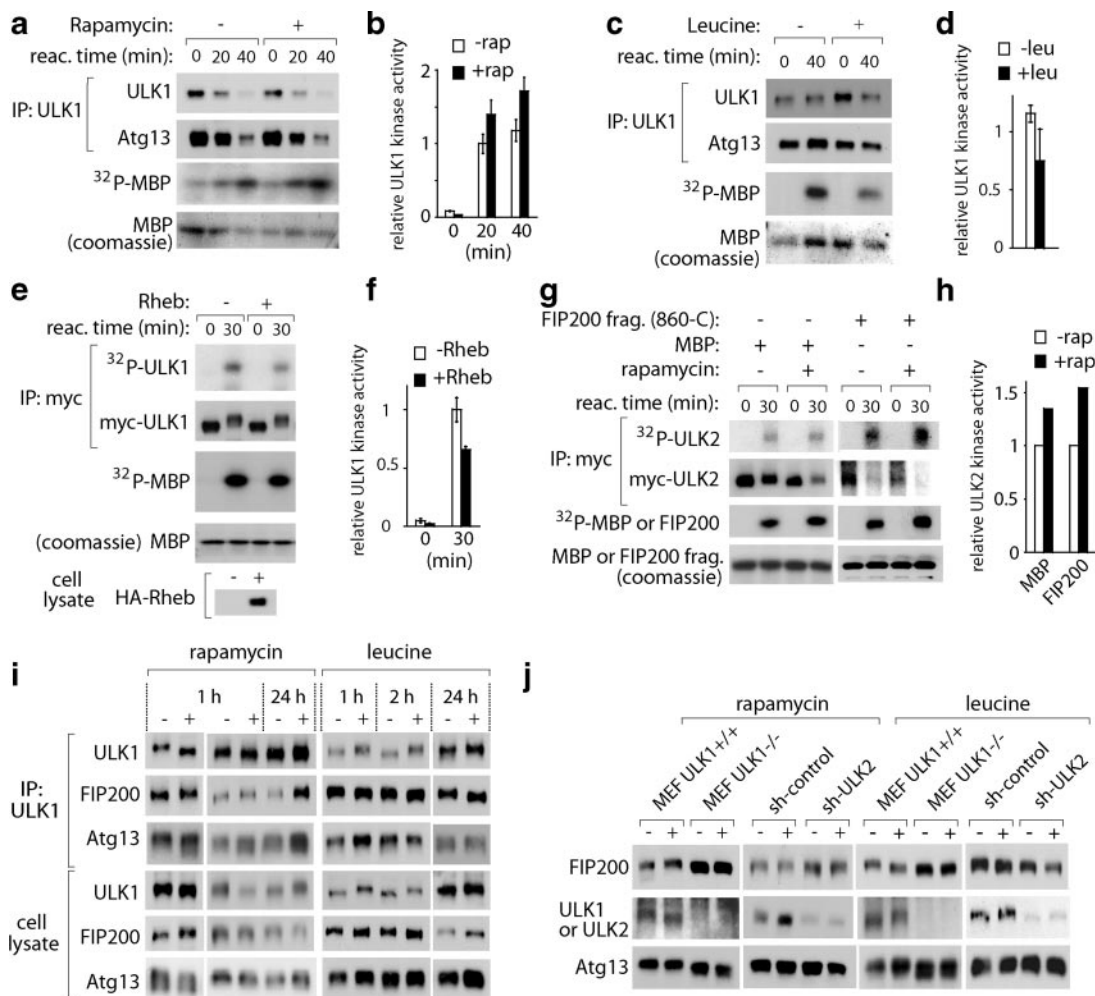 a
Rapamycin: - +
reac. time (min): 0 20 40 0 20 40
IP: ULK1
ULK1
Atg13
32P-MBP
MBP
(coomassie)
b
-rap
+rap
relative ULK1 kinase activity
2
1
0
0 20 40
(min)
c
Leucine: - +
reac. time (min): 0 40 0 40
IP: ULK1
ULK1
Atg13
32P-MBP
MBP
(coomassie)
d
-leu
+leu
relative ULK1 kinase activity
1
0.5
0
e
Rheb: - +
reac. time (min): 0 30 0 30
IP: myc
32P-ULK1
myc-ULK1
32P-MBP
(coomassie) MBP
cell
lysate
- +
HA-Rheb
f
-Rheb
+Rheb
relative ULK1 kinase activity
1
0.5
0
0 30
(min)
g
FIP200 frag. (860-C) - - + +
MBP: + + - -
rapamycin: - + - +
reac. time (min): 0 30 0 30 0 30 0 30
IP: myc
32P-ULK2
myc-ULK2
32P-MBP or FIP200
MBP or FIP200 frag.
(coomassie)
h
-rap
+rap
relative ULK2 kinase activity
1.5
1
0.5
0
MBP
FIP200
i
rapamycin leucine
1 h 24 h 1 h 2 h 24 h
- + - + - + - + - + - +
IP:
ULK1
ULK1
FIP200
Atg13
cell
lysate
ULK1
FIP200
Atg13
j
rapamycin leucine
MEF ULK1+/+ MEF ULK1-/- sh-control sh-ULK2 MEF ULK1+/+ MEF ULK1-/- sh-control sh-ULK2
- + - + - + - + - + - + - + - +
FIP200
ULK1
or ULK2
Atg13